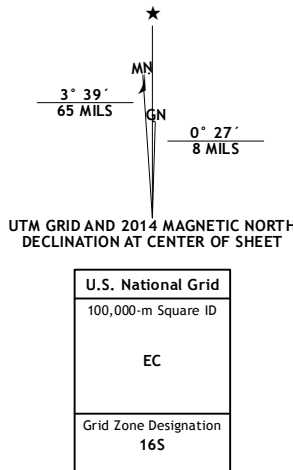 ★
MN
3° 39´
65 MILS
GN
0° 27´
8 MILS
UTM GRID AND 2014 MAGNETIC NORTH
DECLINATION AT CENTER OF SHEET
U.S. National Grid
100,000-m Square ID
EC
Grid Zone Designation
16S